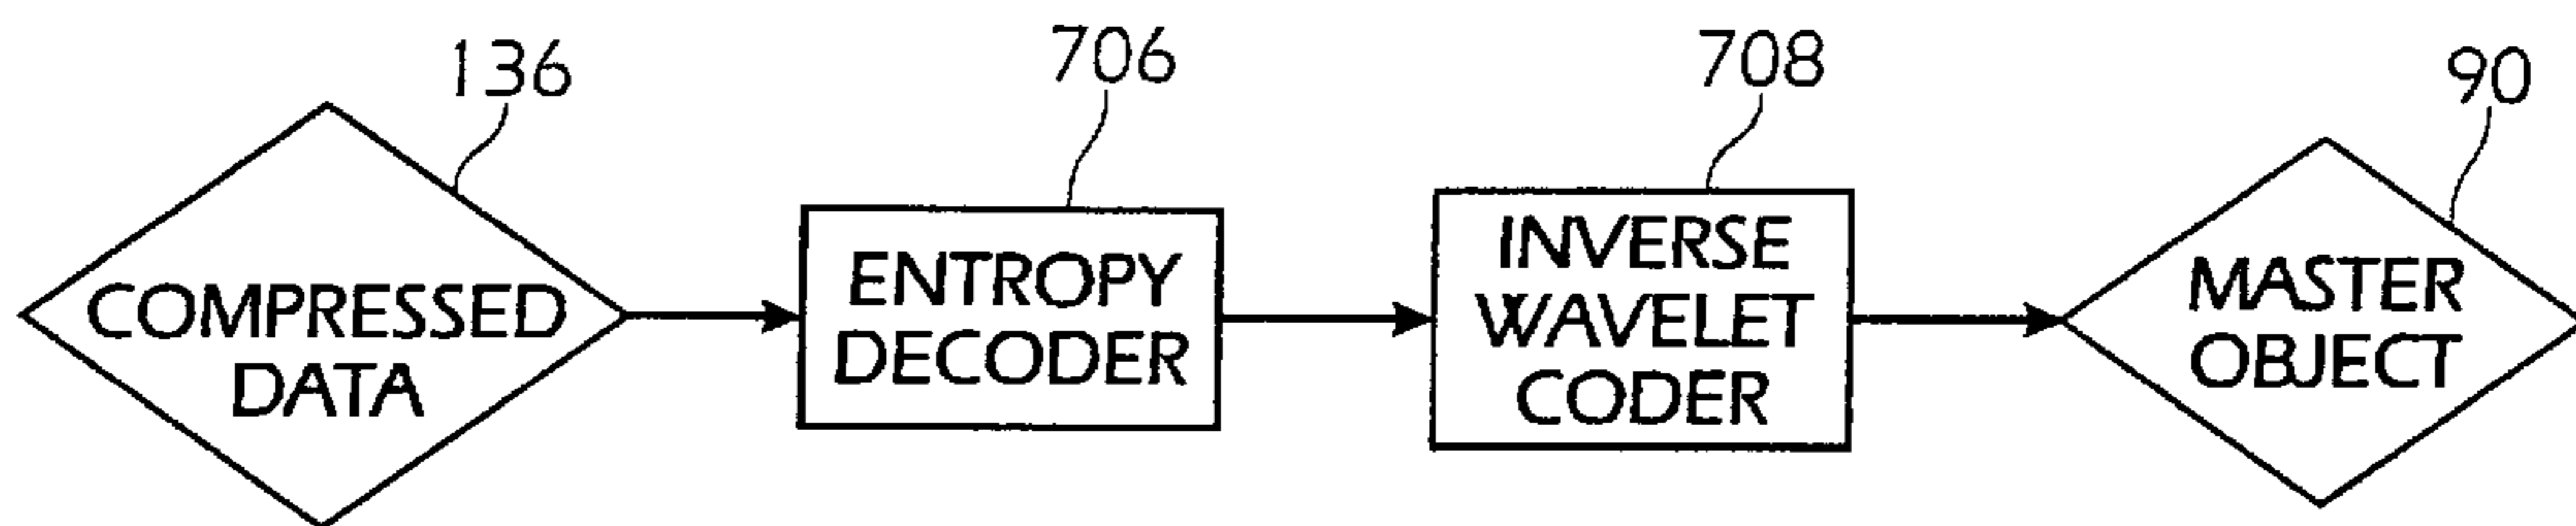 136
706
708
90
COMPRESSED
DATA
ENTROPY
DECODER
INVERSE
WAVELET
CODER
MASTER
OBJECT